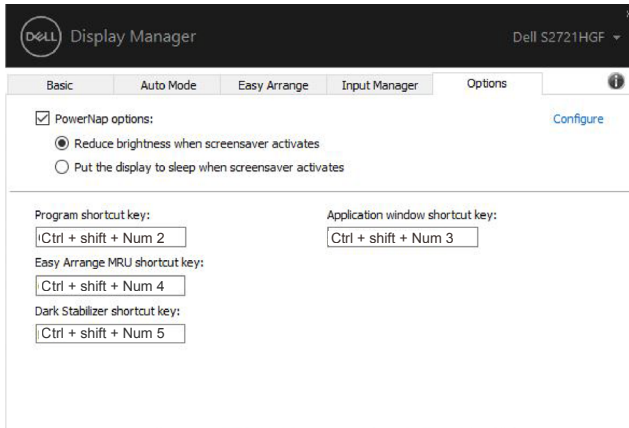 DELL Display Manager
Dell S2721HGF
Basic Auto Mode Easy Arrange Input Manager Options
PowerNap options:
Configure
Reduce brightness when screensaver activates
Put the display to sleep when screensaver activates
Program shortcut key:
Application window shortcut key:
Ctrl + shift + Num 2
Ctrl + shift + Num 3
Easy Arrange MRU shortcut key:
Ctrl + shift + Num 4
Dark Stabilizer shortcut key:
Ctrl + shift + Num 5